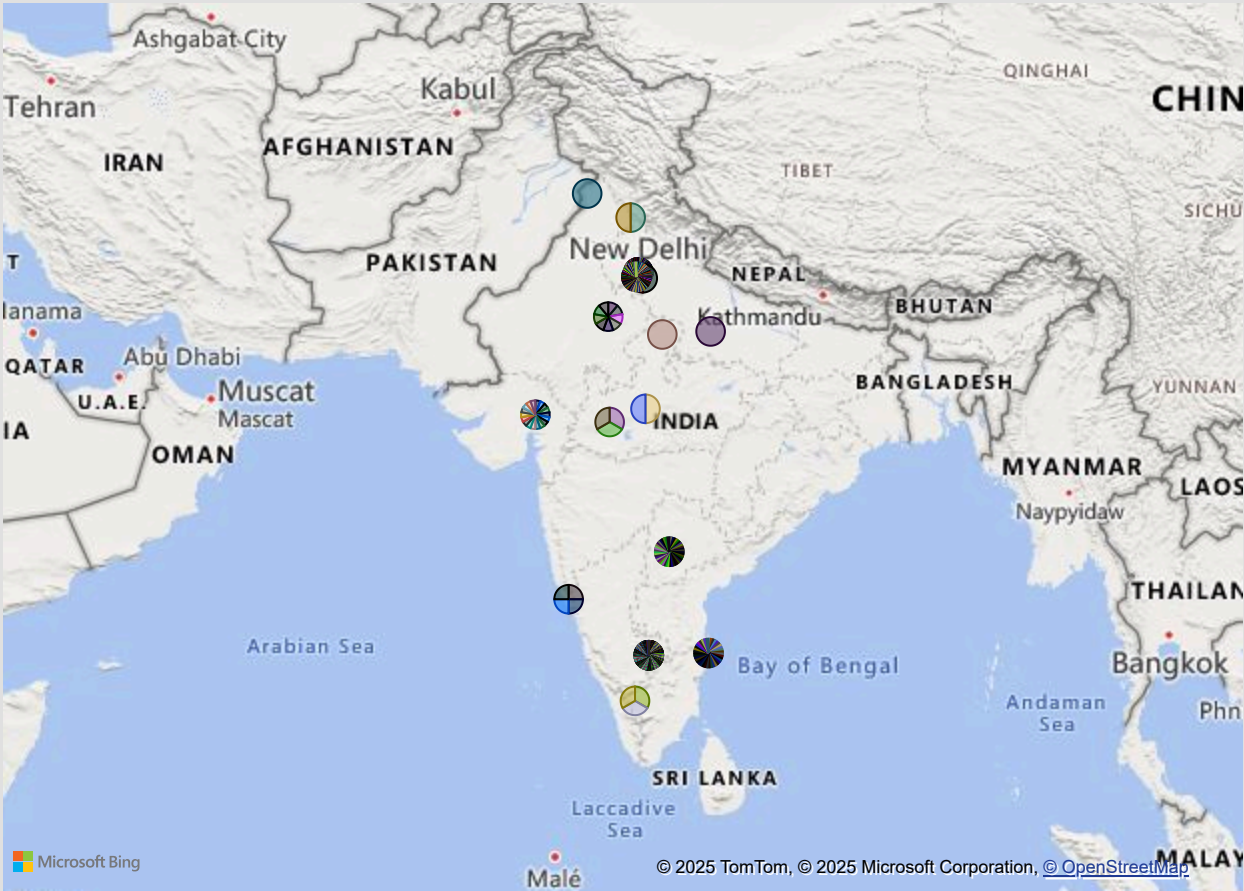 Ashgabat City
Tehran
Kabul
QINGHAI
CHIN
AFGHANISTAN
IRAN
TIBET
SICHU
New Delhi
PAKISTAN
T
NEPAL
BHUTAN
lanama
Kathmandu
Abu Dhabi
QATAR
BANGLADESH
YUNNAN
Muscat
U.A.E.
Mascat
INDIA
IA
OMAN
MYANMAR
LAOS
Naypyidaw
THAILAN
Arabian Sea
Bay of Bengal
Bangkok
Andaman
Sea
Phn
SRI LANKA
Laccadive
Sea
Microsoft Bing
© 2025 TomTom, © 2025 Microsoft Corporation, © OpenStreetMap
MALAY
Malé